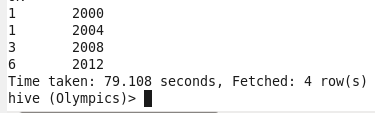 1       2000
1       2004
3       2008
6       2012
Time taken: 79.108 seconds, Fetched: 4 row(s)
hive (Olympics)>